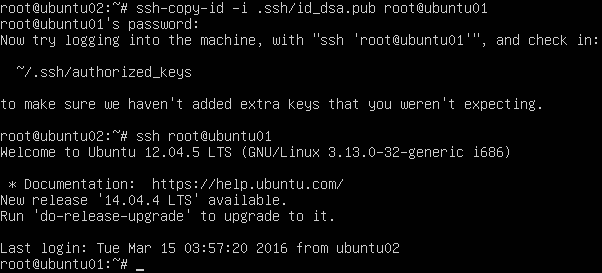 root@ubuntu02:~# ssh-copy-id -i .ssh/id_dsa.pub root@ubuntu01
root@ubuntu01's password:
Now try logging into the machine, with "ssh 'root@ubuntu01'", and check in:
~/.ssh/authorized_keys
to make sure we haven't added extra keys that you weren't expecting.
root@ubuntu02:~# ssh root@ubuntu01
Welcome to Ubuntu 12.04.5 LTS (GNU/Linux 3.13.0-32-generic i686)
* Documentation:  https://help.ubuntu.com/
New release '14.04.4 LTS' available.
Run 'do-release-upgrade' to upgrade to it.
Last login: Tue Mar 15 03:57:20 2016 from ubuntu02
root@ubuntu01:~# _